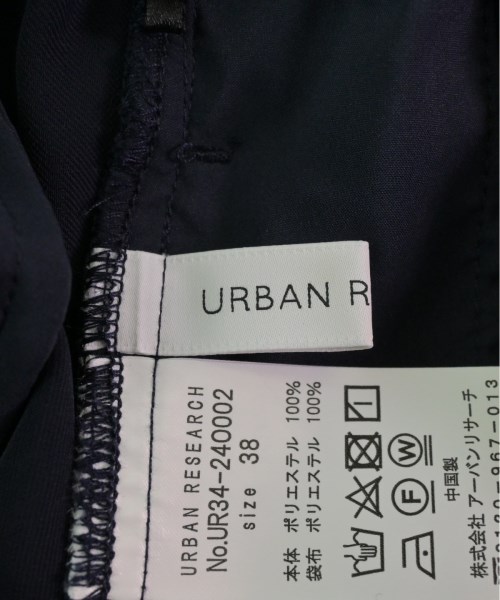 URBAN R
URBAN RESEARCH
No.UR34-240002
size 38
本体 ポリエステル 100%
袋布 ポリエステル 100%
中国製
株式会社 アーバンリサーチ
-967-013